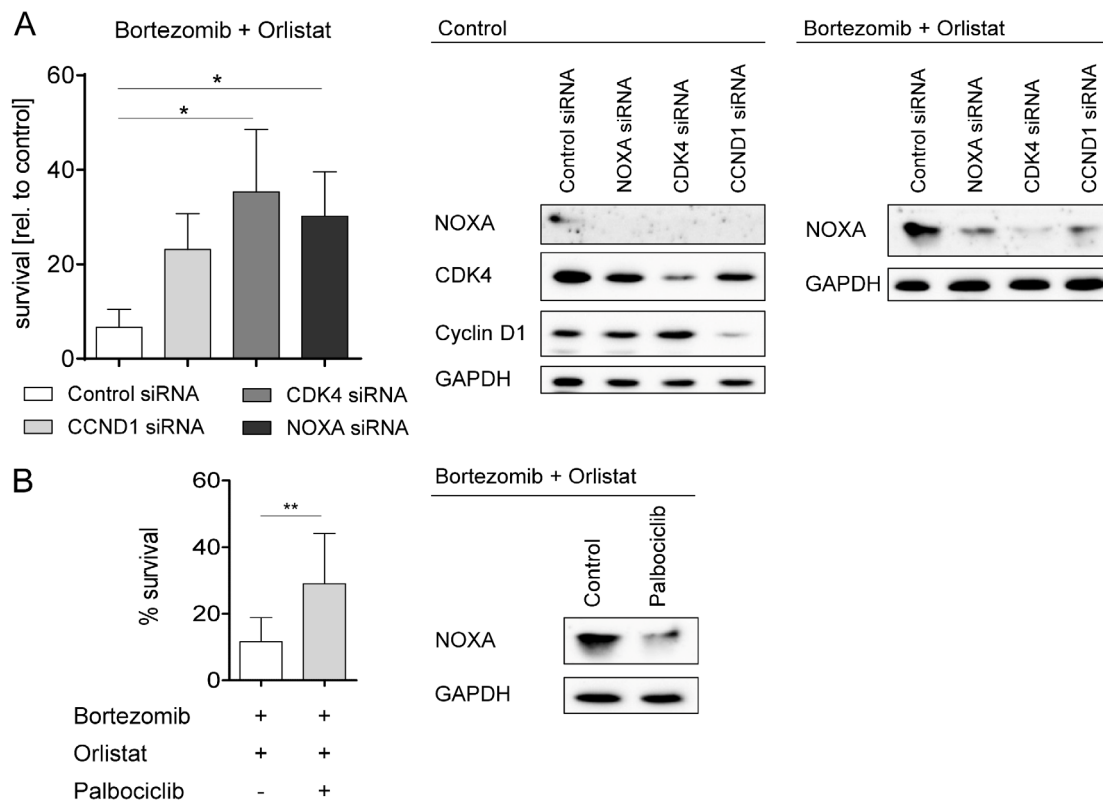 A
Bortezomib + Orlistat
survival [rel. to control]
60
40
20
0
*
*
Control siRNA
CDK4 siRNA
CCND1 siRNA
NOXA siRNA
Control
Control siRNA
NOXA siRNA
CDK4 siRNA
CCND1 siRNA
NOXA
CDK4
Cyclin D1
GAPDH
Bortezomib + Orlistat
Control siRNA
NOXA siRNA
CDK4 siRNA
CCND1 siRNA
NOXA
GAPDH
B
% survival
60
40
20
0
**
Bortezomib + +
Orlistat + +
Palbociclib - +
Bortezomib + Orlistat
Control
Palbociclib
NOXA
GAPDH